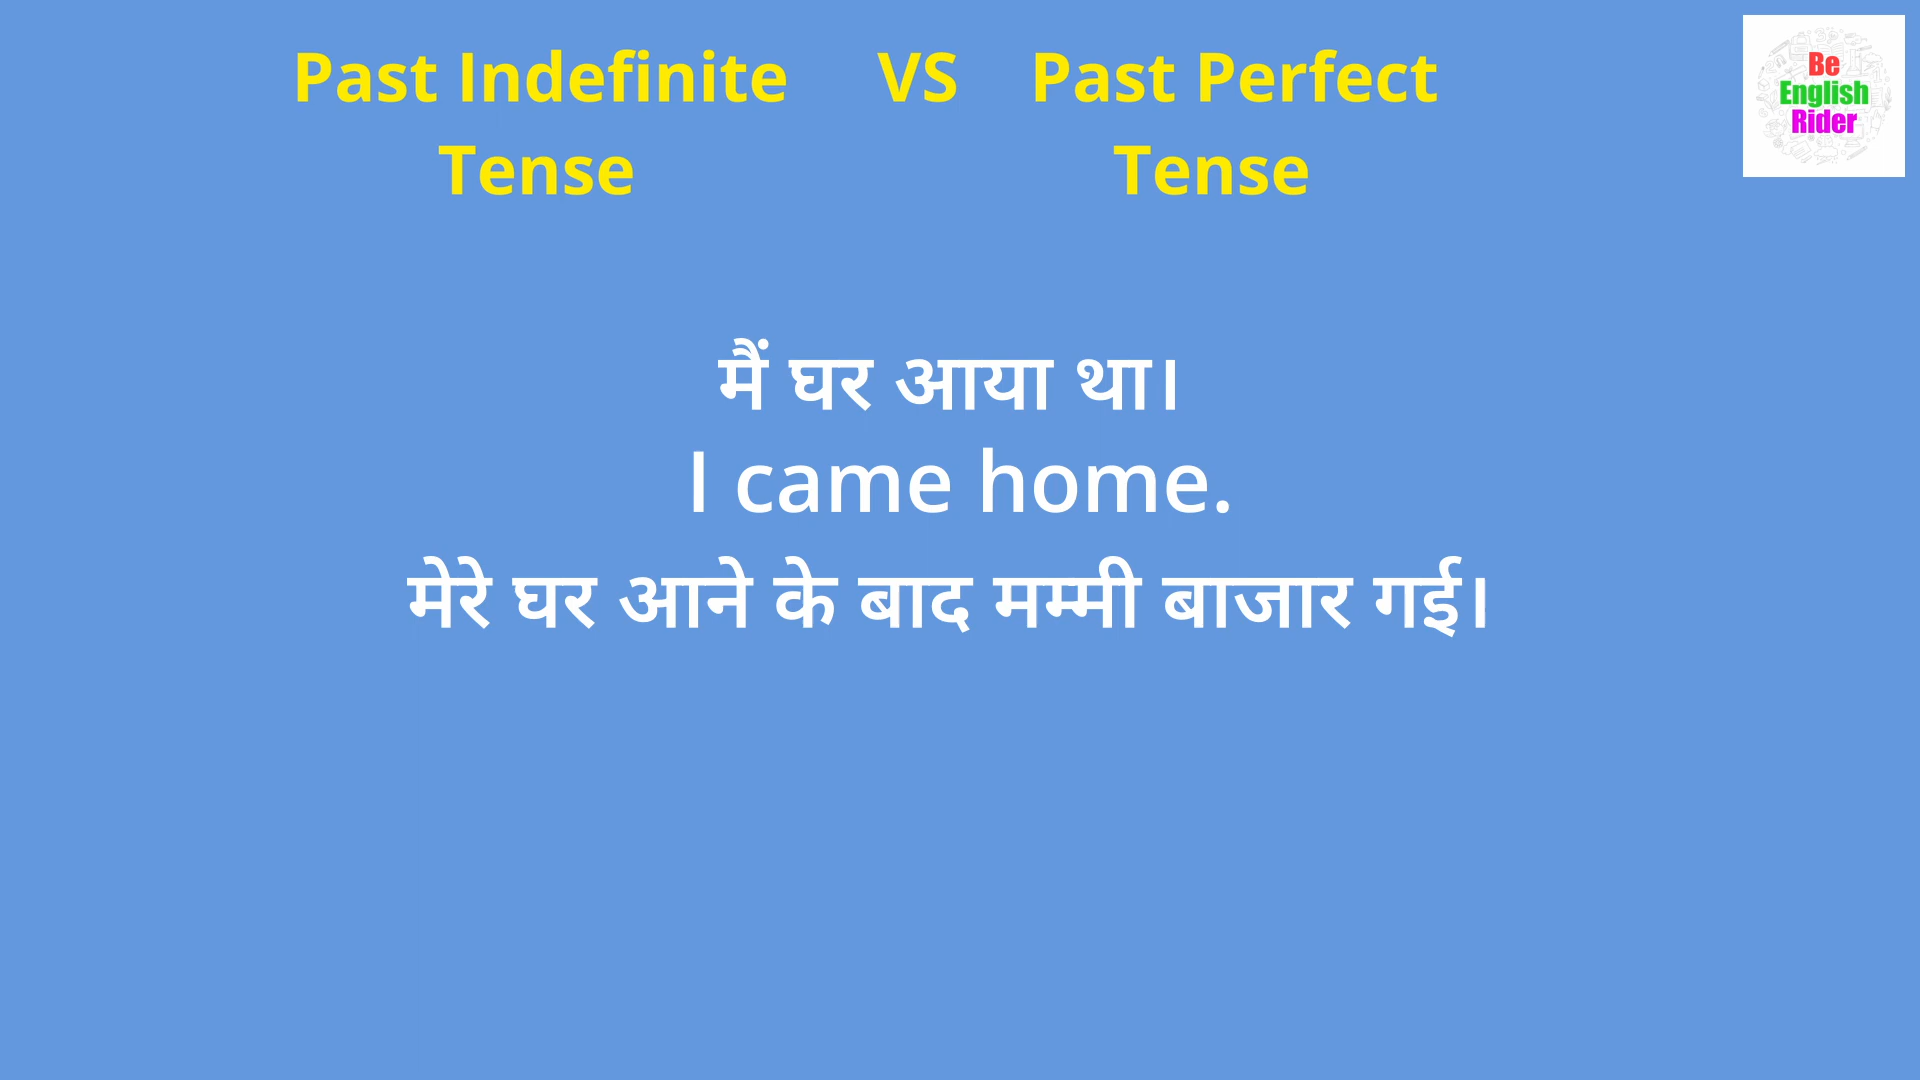 Past Indefinite VS Past Perfect
Tense Tense
Be
English
Rider
मैं घर आया था।
I came home.
मेरे घर आने के बाद मम्मी बाजार गई।